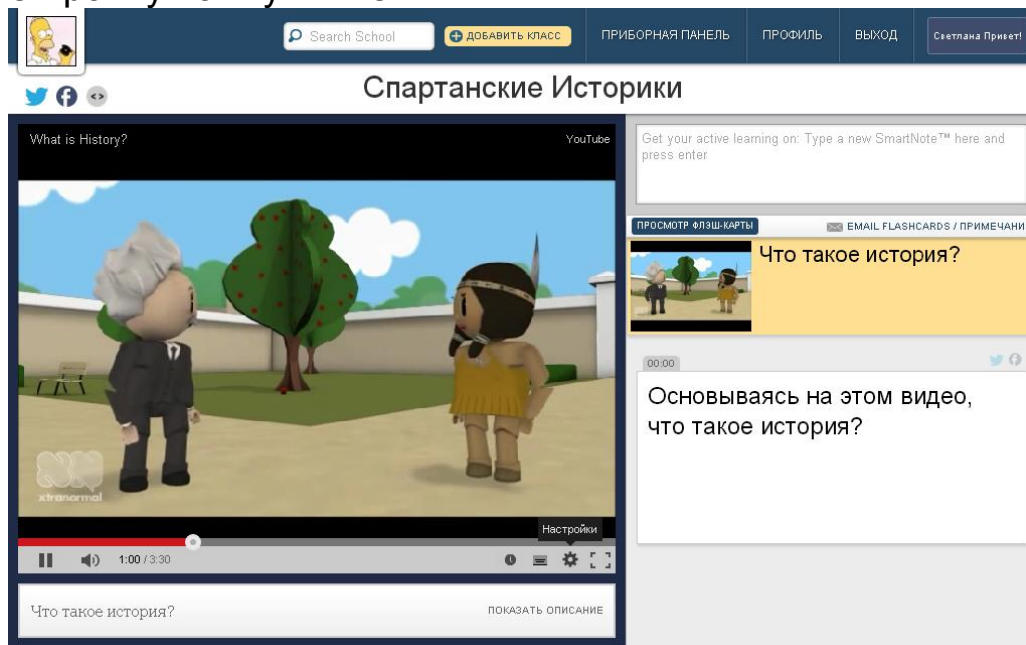 Search School
ДОБАВИТЬ КЛАСС
ПРИБОРНАЯ ПАНЕЛЬ
ПРОФИЛЬ
ВЫХОД
Светлана Привет!
Спартанские Историки
What is History?
YouTube
xtranormal
Настройки
1:00 / 3:30
Что такое история?
ПОКАЗАТЬ ОПИСАНИЕ
Get your active learning on: Type a new SmartNote™ here and
press enter
ПРОСМОТР ФЛЭШ-КАРТЫ
EMAIL FLASHCARDS / ПРИМЕЧАНИ
Что такое история?
00:00
Основываясь на этом видео,
что такое история?